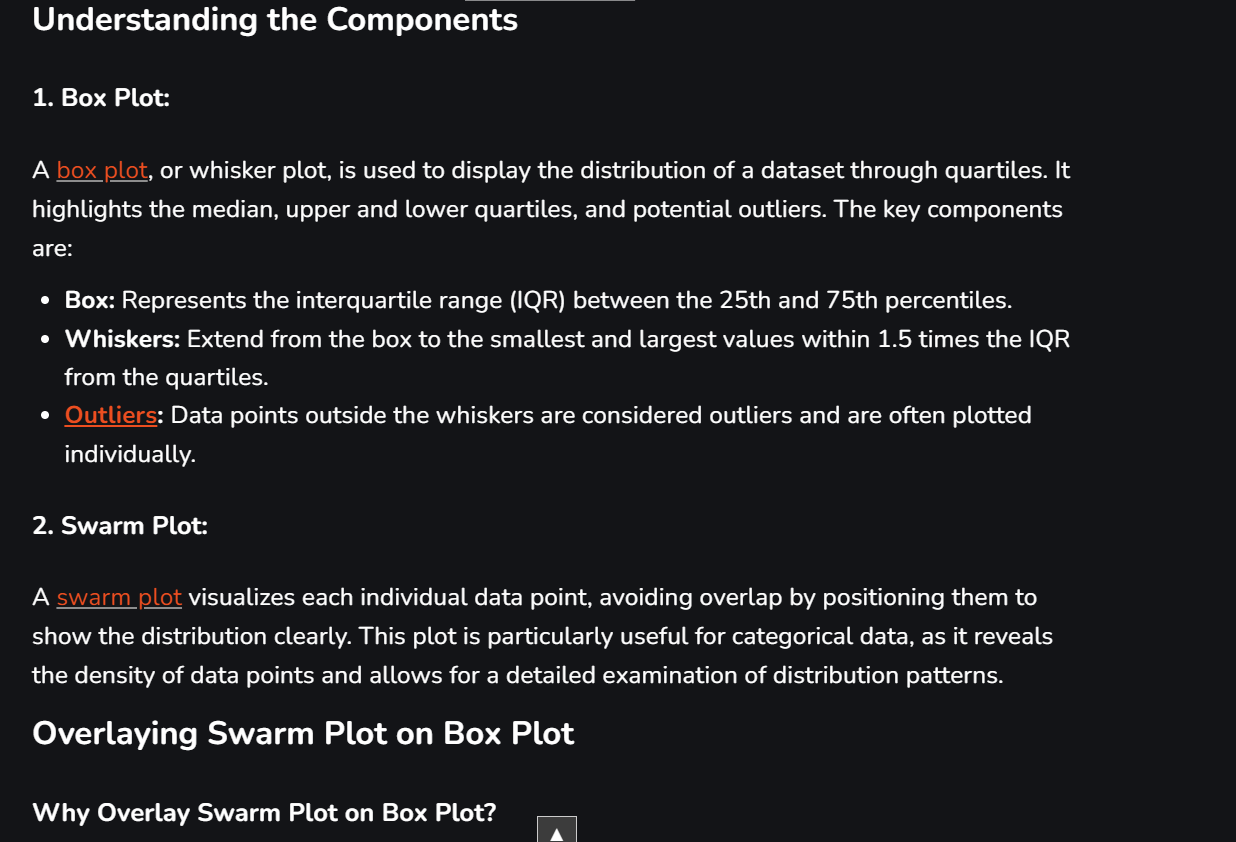 Understanding the Components
1. Box Plot:
A box plot, or whisker plot, is used to display the distribution of a dataset through quartiles. It
highlights the median, upper and lower quartiles, and potential outliers. The key components
are:
• Box: Represents the interquartile range (IQR) between the 25th and 75th percentiles.
• Whiskers: Extend from the box to the smallest and largest values within 1.5 times the IQR
from the quartiles.
• Outliers: Data points outside the whiskers are considered outliers and are often plotted
individually.
2. Swarm Plot:
A swarm plot visualizes each individual data point, avoiding overlap by positioning them to
show the distribution clearly. This plot is particularly useful for categorical data, as it reveals
the density of data points and allows for a detailed examination of distribution patterns.
Overlaying Swarm Plot on Box Plot
Why Overlay Swarm Plot on Box Plot?